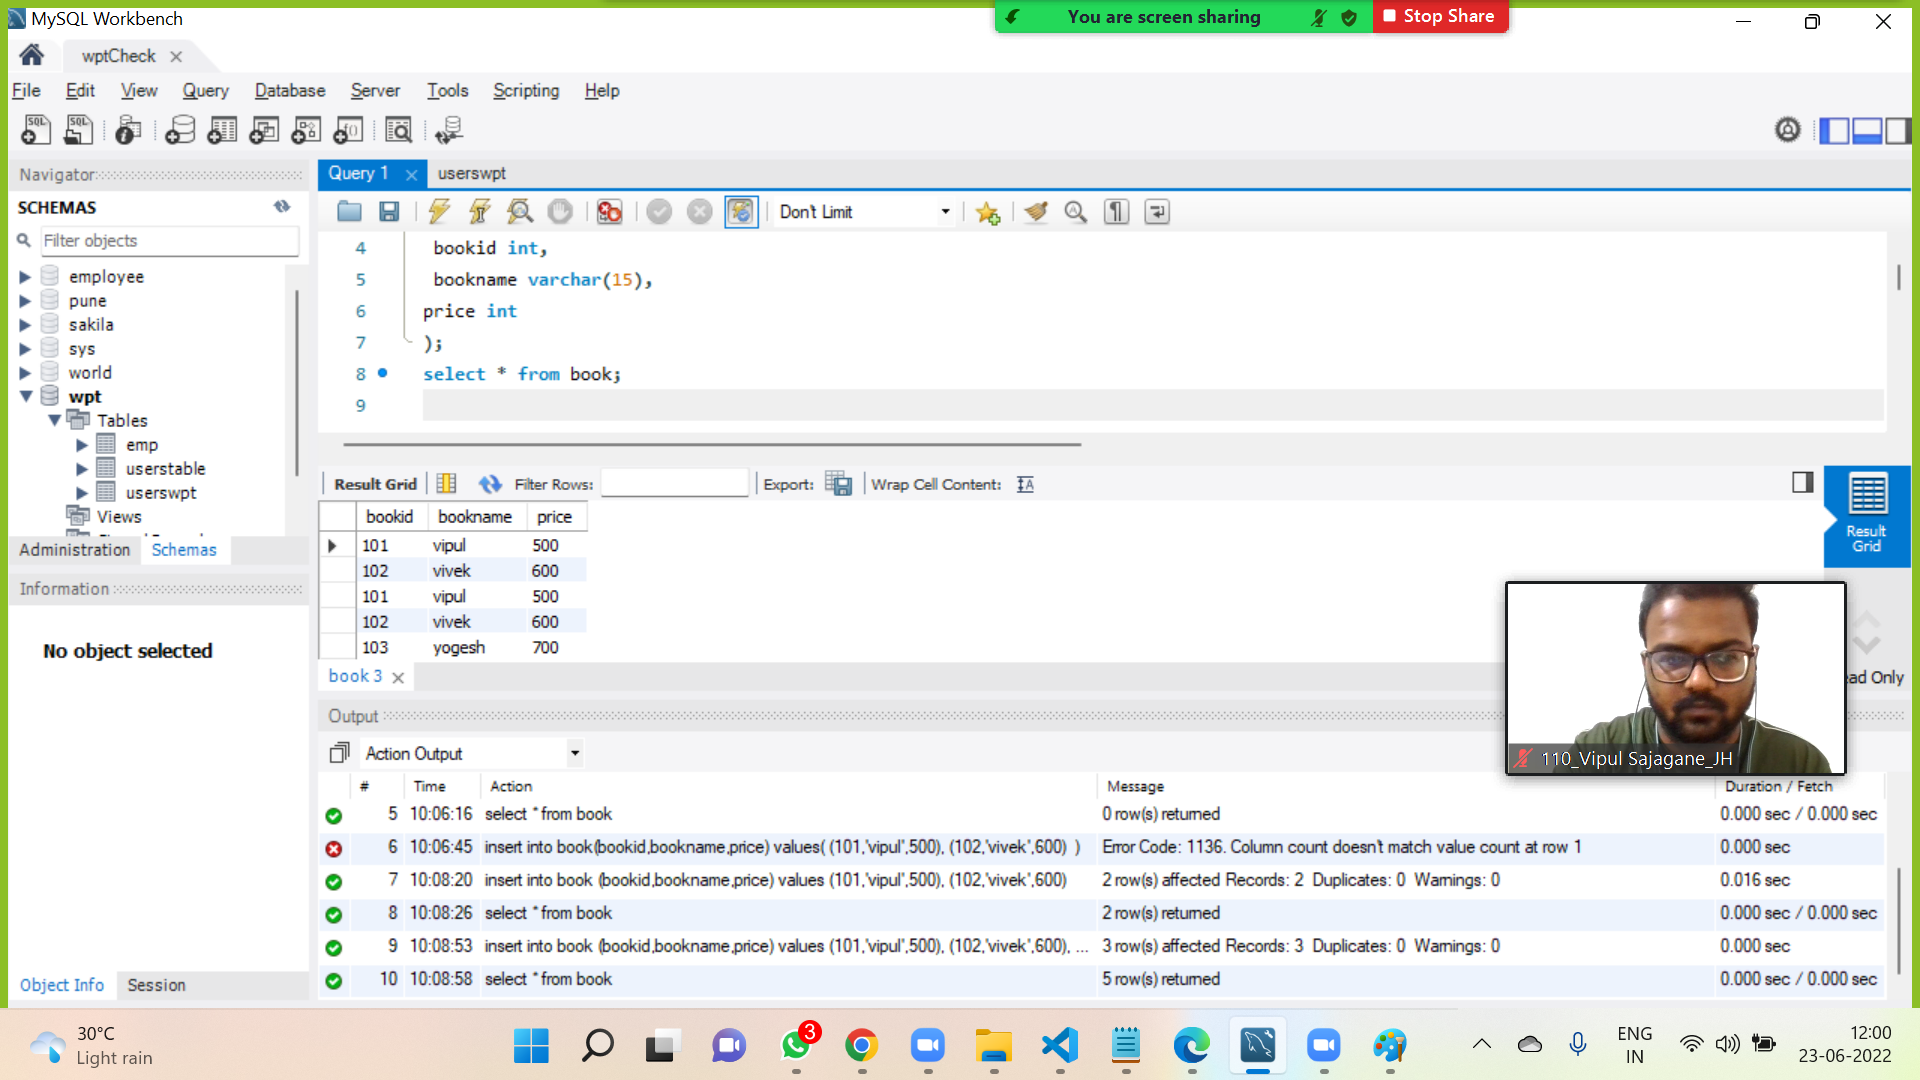 MySQL Workbench
You are screen sharing
Stop Share
wptCheck
File Edit View Query Database Server Tools Scripting Help
Navigator
SCHEMAS
Filter objects
employee
pune
sakila
sys
world
wpt
Tables
emp
userstable
userswpt
Views
Administration Schemas
Information
No object selected
Object Info Session
Query 1 userswpt
Don't Limit
4 bookid int,
5 bookname varchar(15),
6 price int
7 );
8 select * from book;
9
Result Grid Filter Rows: Export: Wrap Cell Content:
bookid bookname price
101 vipul 500
102 vivek 600
101 vipul 500
102 vivek 600
103 yogesh 700
Result
Grid
book 3
ead Only
110_Vipul Sajagane_JH
Output
Action Output
# Time Action Message Duration / Fetch
5 10:06:16 select * from book 0 row(s) returned 0.000 sec / 0.000 sec
6 10:06:45 insert into book(bookid,bookname,price) values( (101,'vipul',500), (102,'vivek',600) ) Error Code: 1136. Column count doesn't match value count at row 1 0.000 sec
7 10:08:20 insert into book (bookid,bookname,price) values (101,'vipul',500), (102,'vivek',600) 2 row(s) affected Records: 2 Duplicates: 0 Warnings: 0 0.016 sec
8 10:08:26 select * from book 2 row(s) returned 0.000 sec / 0.000 sec
9 10:08:53 insert into book (bookid,bookname,price) values (101,'vipul',500), (102,'vivek',600), ... 3 row(s) affected Records: 3 Duplicates: 0 Warnings: 0 0.000 sec
10 10:08:58 select * from book 5 row(s) returned 0.000 sec / 0.000 sec
30°C
Light rain
3
ENG
IN
12:00
23-06-2022